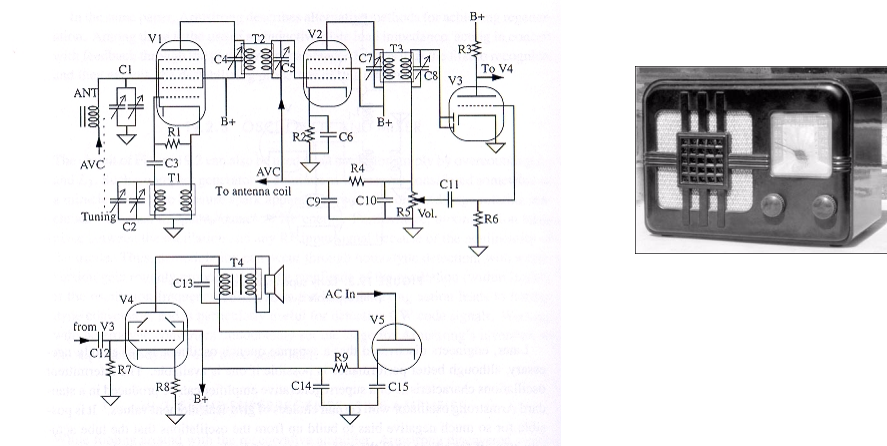 B+
V1
V2
T2
T3
R3
C1
C4
C5
C7
C8
V3
To V4
ANT
B+
B+
R1
R2
C6
AVC
C3
AVC
R4
T1
To antenna coil
C11
C9
C10
R5
Vol.
R6
Tuning
C2
T4
C13
AC In
V4
V5
from V3
C12
R9
R7
R8
C14
C15
B+